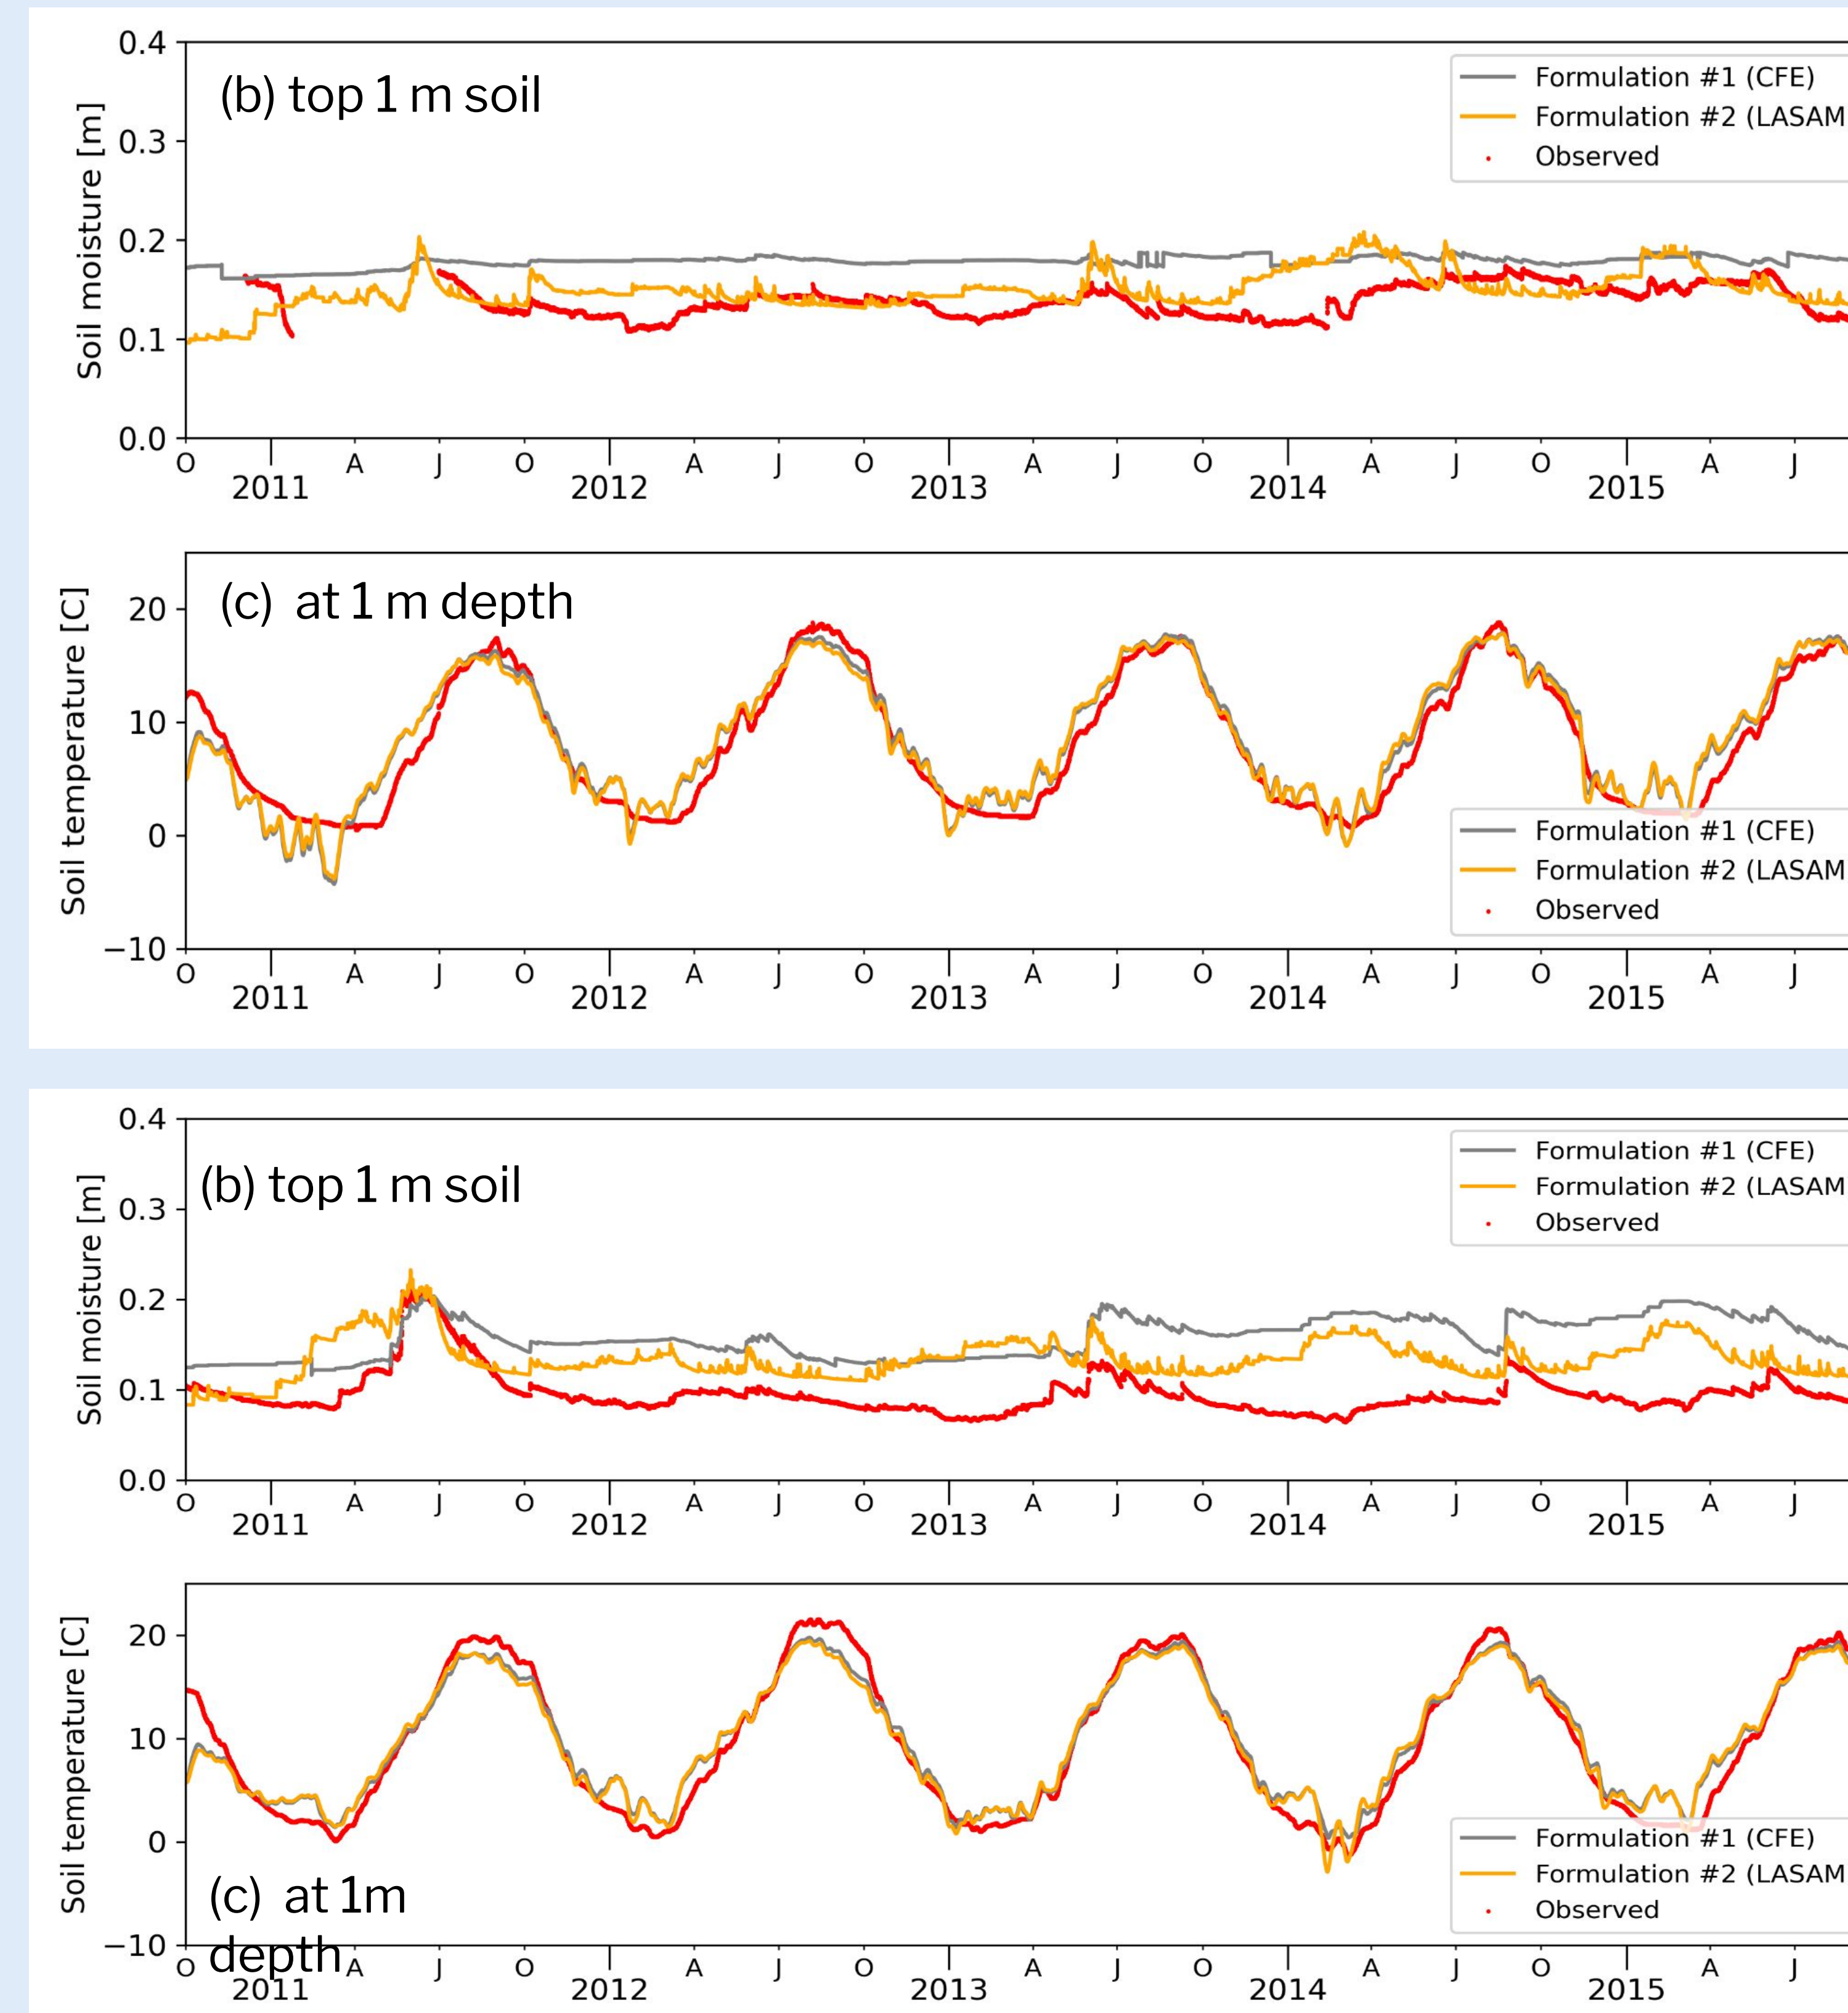 0.4
(b) top 1 m soil
Formulation #1 (CFE)
Formulation #2 (LASAM
Observed
0.3
0.2
0.1
0.0
Soil moisture [m]
O A J O A J O A J O A J O A J
2011 2012 2013 2014 2015
(c) at 1 m depth
20
10
0
−10
Soil temperature [C]
Formulation #1 (CFE)
Formulation #2 (LASAM
Observed
O A J O A J O A J O A J O A J
2011 2012 2013 2014 2015
0.4
(b) top 1 m soil
Formulation #1 (CFE)
Formulation #2 (LASAM
Observed
0.3
0.2
0.1
0.0
Soil moisture [m]
O A J O A J O A J O A J O A J
2011 2012 2013 2014 2015
20
10
0
−10
Soil temperature [C]
Formulation #1 (CFE)
Formulation #2 (LASAM
Observed
(c) at 1m
depth
O A J O A J O A J O A J O A J
2011 2012 2013 2014 2015